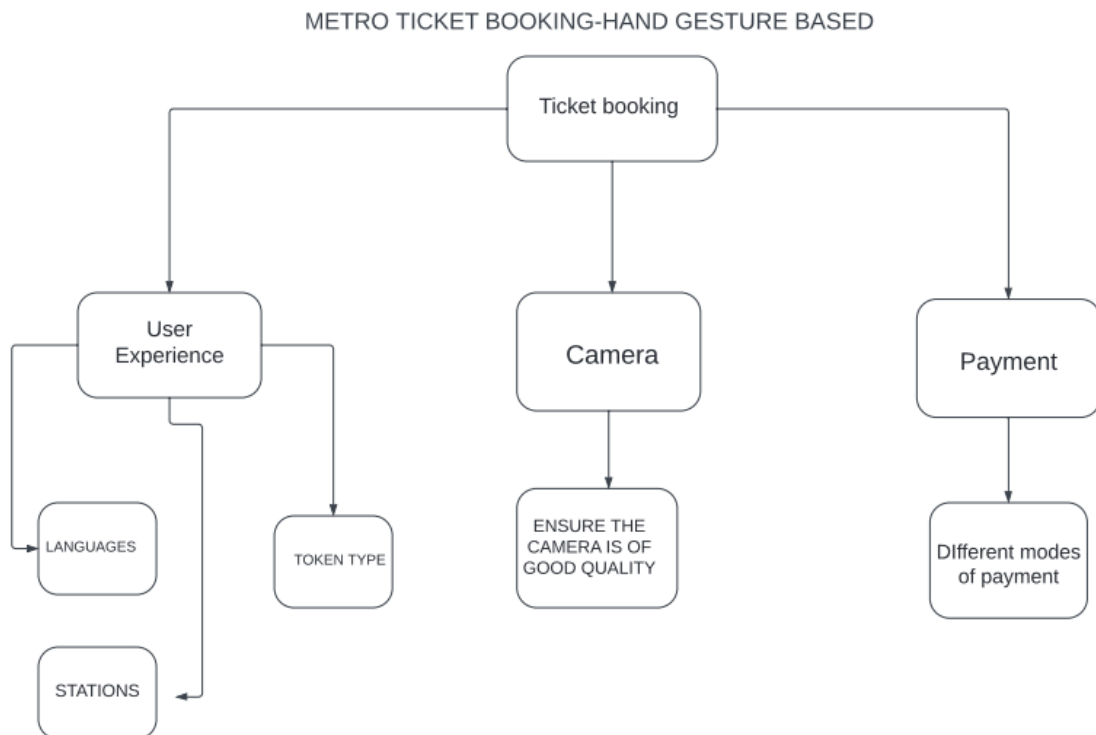 METRO TICKET BOOKING-HAND GESTURE BASED
Ticket booking
User
Experience
Camera
Payment
LANGUAGES
TOKEN TYPE
ENSURE THE
CAMERA IS OF
GOOD QUALITY
DIfferent modes
of payment
STATIONS